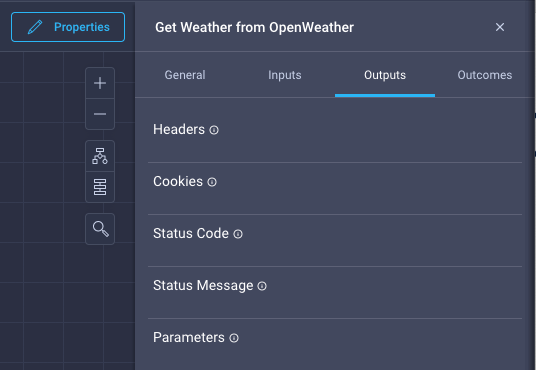 Properties
Get Weather from OpenWeather
General
Inputs
Outputs
Outcomes
Headers
Cookies
Status Code
Status Message
Parameters